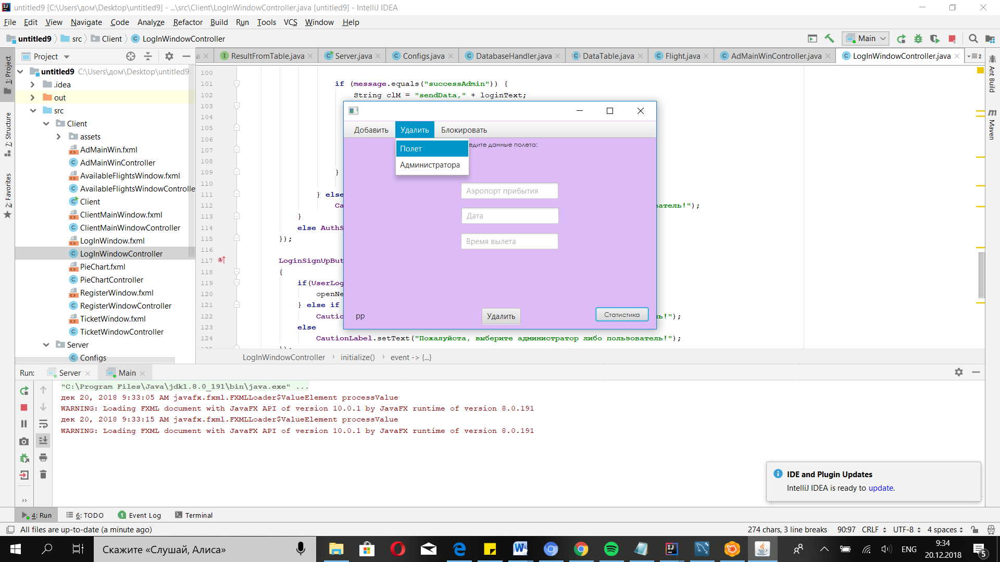 untitled9 [C:\Users\дом\Desktop\untitled9] - ...\src\Client\LogInWindowController.java [untitled9] - IntelliJ IDEA
File Edit View Navigate Code Analyze Refactor Build Run Tools VCS Window Help
untitled9 src Client LogInWindowController Main
Project
ResultFromTable.java Server.java Configs.java DatabaseHandler.java DataTable.java Flight.java AdMainWinController.java LogInWindowController.java 2
1: Project
7: Structure
2: Favorites
untitled9 C:\Users\дом\Desktop\untitled9
.idea
out
src
Client
assets
AdMainWin.fxml
AdMainWinController
AvailableFlightsWindow.fxml
AvailableFlightsWindowControlle
Client
ClientMainWindow.fxml
ClientMainWindowController
LogInWindow.fxml
LogInWindowController
PieChart.fxml
PieChartController
RegisterWindow.fxml
RegisterWindowController
TicketWindow.fxml
TicketWindowController
Server
Configs
100
101 if (message.equals("successAdmin")) {
102 String clM = "sendData," + loginText;
103
104
105
106
107
108
109 }
110
111 } else
112 Ca ватель!");
113 }
114 else AuthS
115 });
116
117 LoginSignUpBut
118 {
119 if(UserLog
120 openNe
121 } else if
122 Cautio ль!");
123 else
124 CautionLabel.setText("Пожалуйста, выберите администратор либо пользователь!");
Добавить Удалить Блокировать
Полет
Администратора
едите данные полета:
Аэропорт прибытия
Дата
Время вылета
pp Удалить Статистика
Ant Build
Maven
LogInWindowController initialize() event -> {...}
Run: Server Main
"C:\Program Files\Java\jdk1.8.0_191\bin\java.exe" ...
дек 20, 2018 9:33:05 AM javafx.fxml.FXMLLoader$ValueElement processValue
WARNING: Loading FXML document with JavaFX API of version 10.0.1 by JavaFX runtime of version 8.0.191
дек 20, 2018 9:33:15 AM javafx.fxml.FXMLLoader$ValueElement processValue
WARNING: Loading FXML document with JavaFX API of version 10.0.1 by JavaFX runtime of version 8.0.191
IDE and Plugin Updates
IntelliJ IDEA is ready to update.
4: Run 6: TODO 1 Event Log Terminal
All files are up-to-date (a minute ago) 274 chars, 3 line breaks 90:97 CRLF UTF-8 4 spaces
Скажите «Слушай, Алиса» ENG 9:34
20.12.2018 5